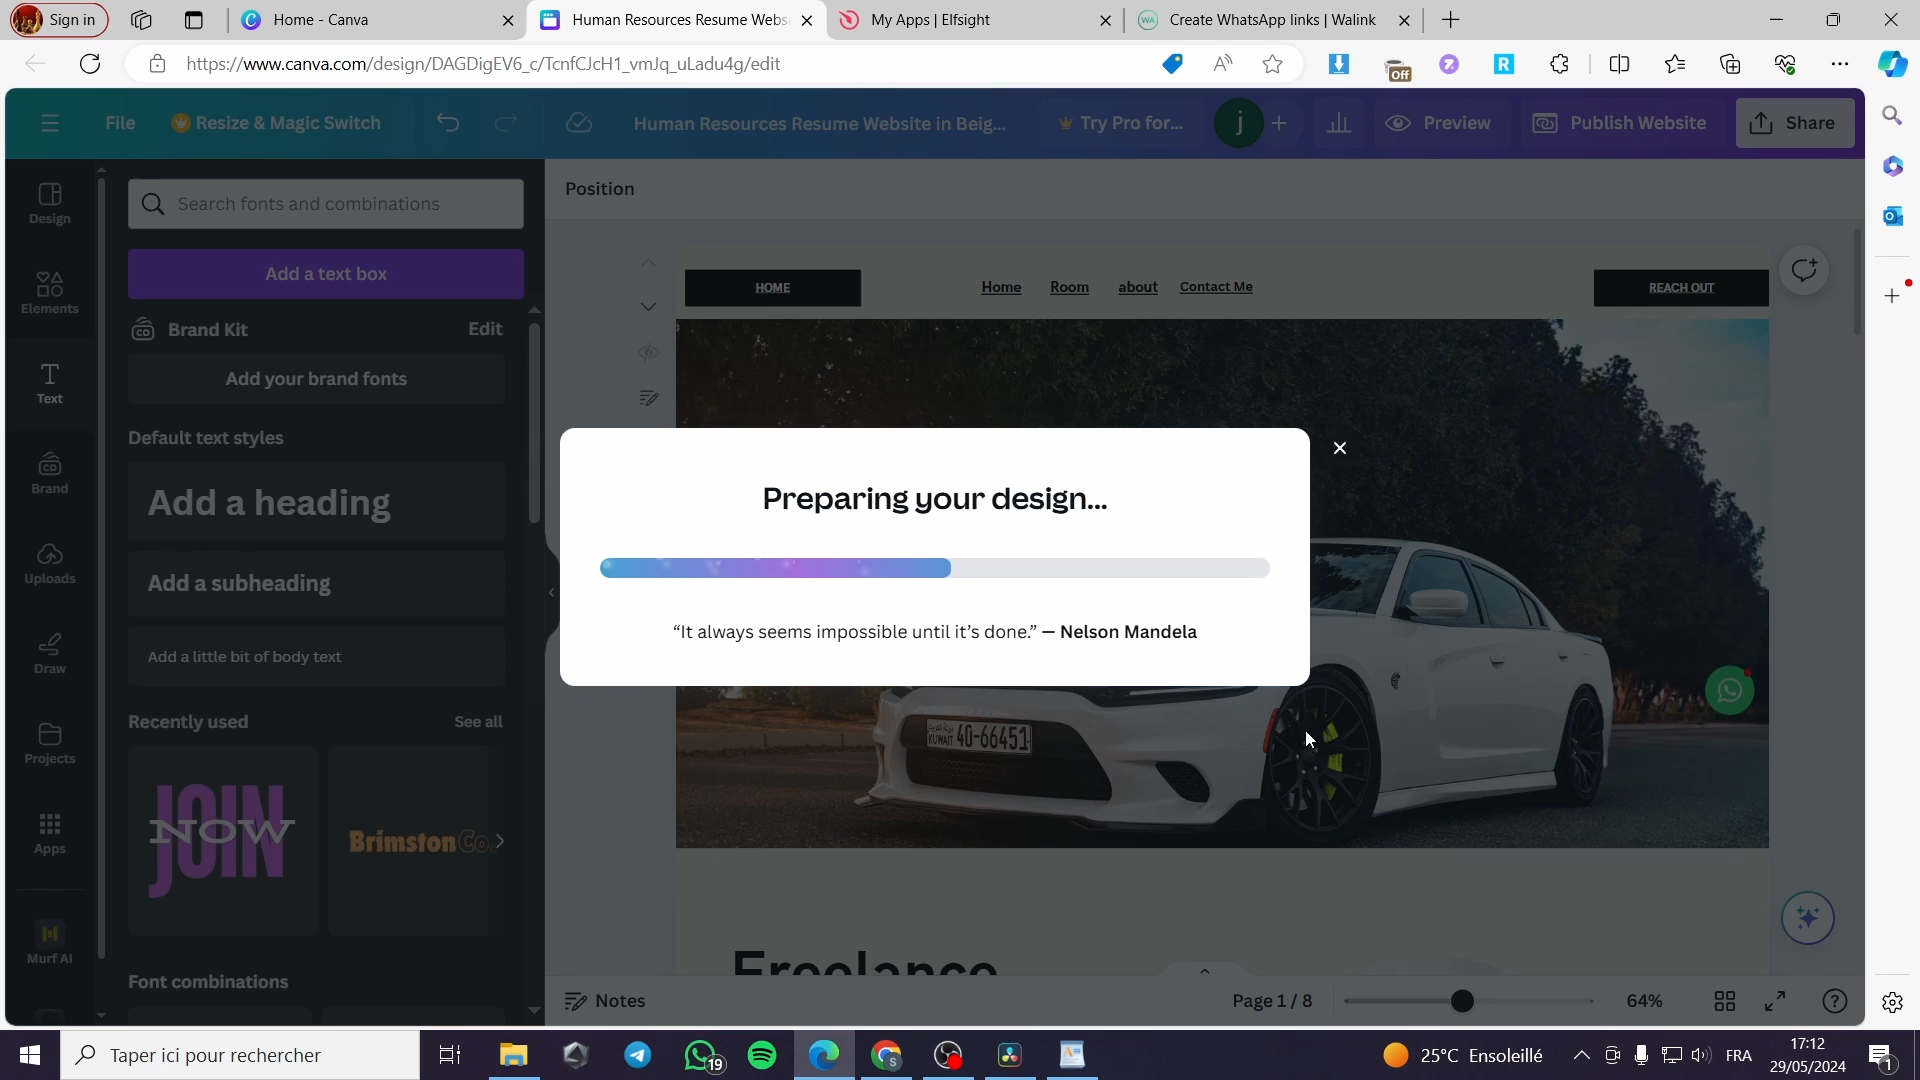 Sign in
Home - Canva
Human Resources Resume Webs
My Apps | Elfsight
WA
Create WhatsApp links | Walink
https://www.canva.com/design/DAGDigEV6_c/TcnfCJcH1_vmJq_uLadu4g/edit
Off
R
File
Resize & Magic Switch
Human Resources Resume Website in Beig...
Try Pro for...
j
Preview
Publish Website
Share
Design
Elements
Text
Brand
Uploads
Draw
Projects
Apps
Murf AI
Search fonts and combinations
Add a text box
Brand Kit
Edit
Add your brand fonts
Default text styles
Add a heading
Add a subheading
Add a little bit of body text
Recently used
See all
JOIN
NOW
BrimstonCo.
Font combinations
Position
HOME
Home
Room
about
Contact Me
REACH OUT
Preparing your design...
“It always seems impossible until it’s done.” — Nelson Mandela
KUWAIT 40-66451
Freelance
Notes
Page 1 / 8
64%
Taper ici pour rechercher
19
25°C Ensoleillé
FRA
17:12
29/05/2024
1